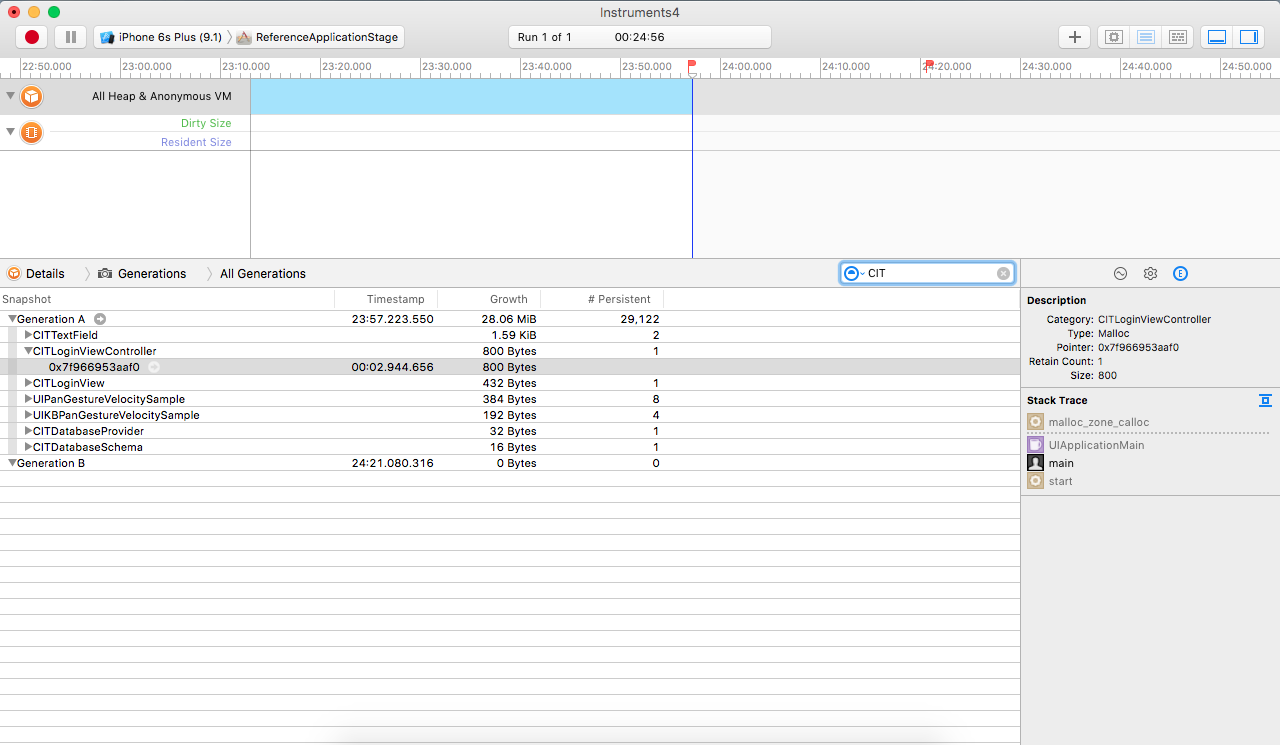 Instruments4
iPhone 6s Plus (9.1) ReferenceApplicationStage Run 1 of 1 00:24:56
22:50.000 23:00.000 23:10.000 23:20.000 23:30.000 23:40.000 23:50.000 24:00.000 24:10.000 24:20.000 24:30.000 24:40.000 24:50.000
All Heap & Anonymous VM
Dirty Size
Resident Size
Details Generations All Generations CIT E
Snapshot Timestamp Growth # Persistent
Generation A 23:57.223.550 28.06 MiB 29,122
CITTextField 1.59 KiB 2
CITLoginViewController 800 Bytes 1
0x7f966953aaf0 00:02.944.656 800 Bytes
CITLoginView 432 Bytes 1
UIPanGestureVelocitySample 384 Bytes 8
UIKBPanGestureVelocitySample 192 Bytes 4
CITDatabaseProvider 32 Bytes 1
CITDatabaseSchema 16 Bytes 1
Generation B 24:21.080.316 0 Bytes 0
Description
Category: CITLoginViewController
Type: Malloc
Pointer: 0x7f966953aaf0
Retain Count: 1
Size: 800
Stack Trace
malloc_zone_calloc
UIApplicationMain
main
start